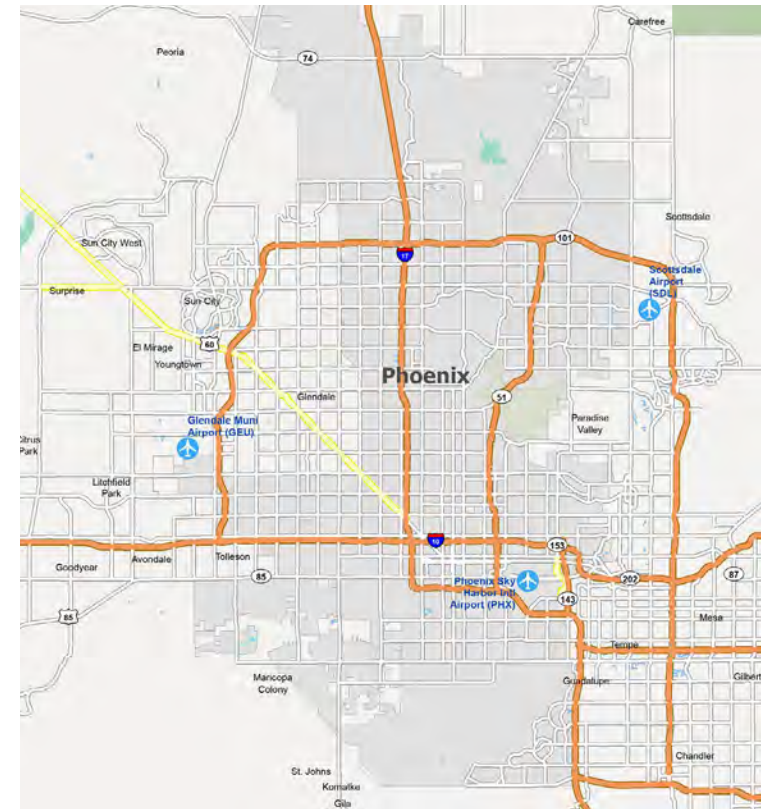 Carefree
Peoria
74
Scottsdale
101
Sun City West
17
Scottsdale
Airport
(SDL)
Surprise
Sun City
60
El Mirage
Youngtown
Phoenix
Glendale
51
Glendale Muni
Airport (GEU)
Paradise
Valley
Citrus
Park
Litchfield
Park
10
153
Avondale
Tolleson
Goodyear
85
202
87
Phoenix Sky
Harbor Intl
Airport (PHX)
143
85
Mesa
Tempe
Maricopa
Colony
Guadalupe
Gilbert
Chandler
St. Johns
Komatke
Gila